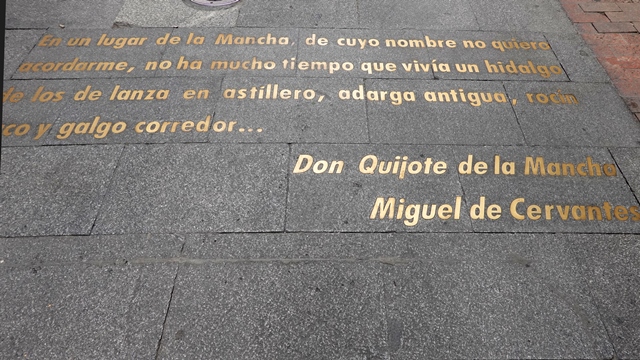 En un lugar de la Mancha, de cuyo nombre no quiero
acordarme, no ha mucho tiempo que vivía un hidalgo
de los de lanza en astillero, adarga antigua, rocín
y galgo corredor...
Don Quijote de la Mancha
Miguel de Cervantes